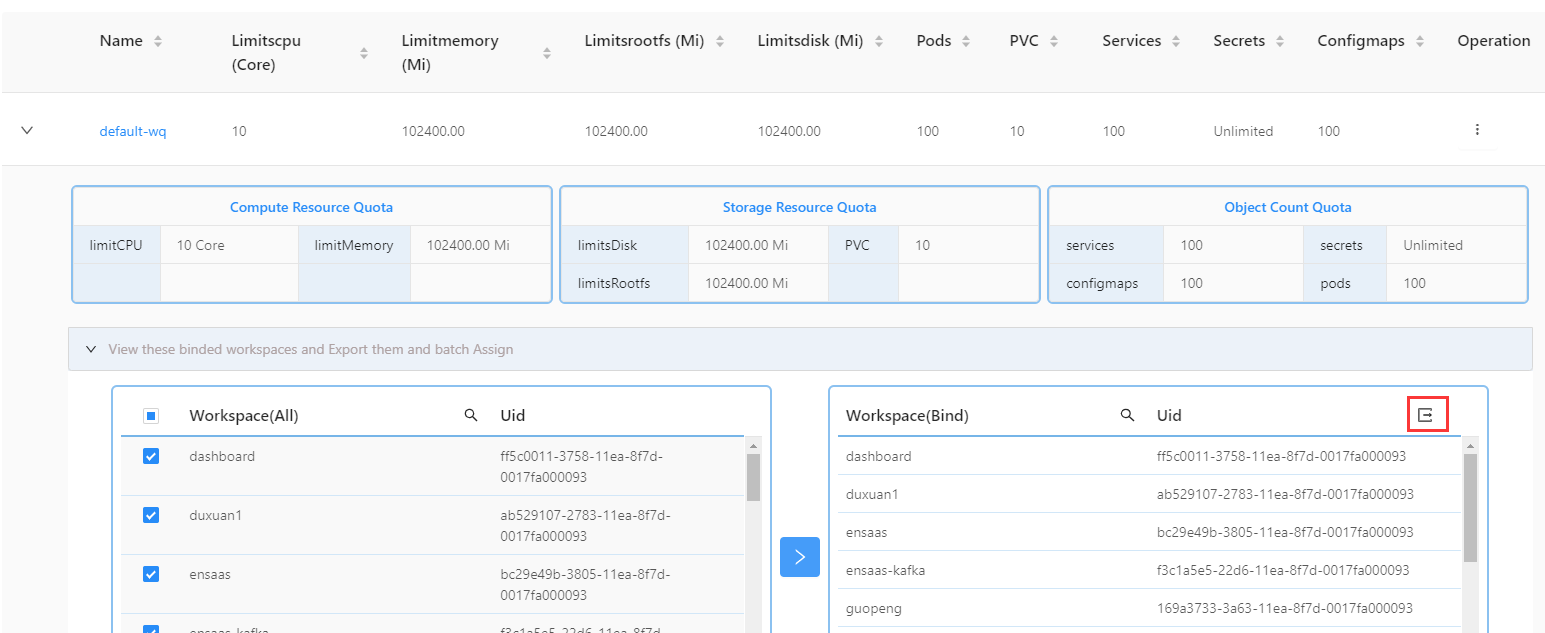 Name Limitscpu (Core) Limitmemory (Mi) Limitsrootfs (Mi) Limitsdisk (Mi) Pods PVC Services Secrets Configmaps Operation
default-wq 10 102400.00 102400.00 102400.00 100 10 100 Unlimited 100
Compute Resource Quota
limitCPU 10 Core limitMemory 102400.00 Mi
Storage Resource Quota
limitsDisk 102400.00 Mi PVC 10
limitsRootfs 102400.00 Mi
Object Count Quota
services 100 secrets Unlimited
configmaps 100 pods 100
View these binded workspaces and Export them and batch Assign
Workspace(All) Uid
dashboard ff5c0011-3758-11ea-8f7d-
0017fa000093
duxuan1 ab529107-2783-11ea-8f7d-
0017fa000093
ensaas bc29e49b-3805-11ea-8f7d-
0017fa000093
ensaas-kafka f3c1a5e5-22d6-11ea-8f7d-
Workspace(Bind) Uid
dashboard ff5c0011-3758-11ea-8f7d-0017fa000093
duxuan1 ab529107-2783-11ea-8f7d-0017fa000093
ensaas bc29e49b-3805-11ea-8f7d-0017fa000093
ensaas-kafka f3c1a5e5-22d6-11ea-8f7d-0017fa000093
guopeng 169a3733-3a63-11ea-8f7d-0017fa000093